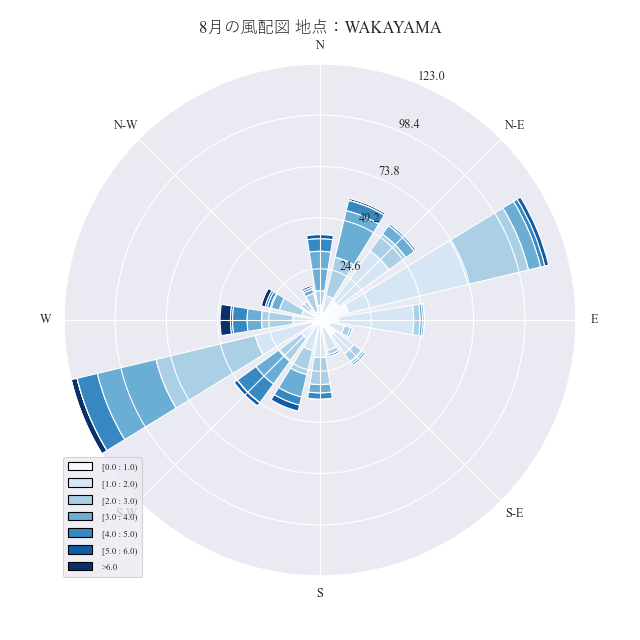 8月の風配図 地点：WAKAYAMA
N
123.0
98.4
N-W
N-E
73.8
49.2
24.6
W
E
[0.0 : 1.0)
[1.0 : 2.0)
[2.0 : 3.0)
S-W
S-E
[3.0 : 4.0)
[4.0 : 5.0)
[5.0 : 6.0)
>6.0
S